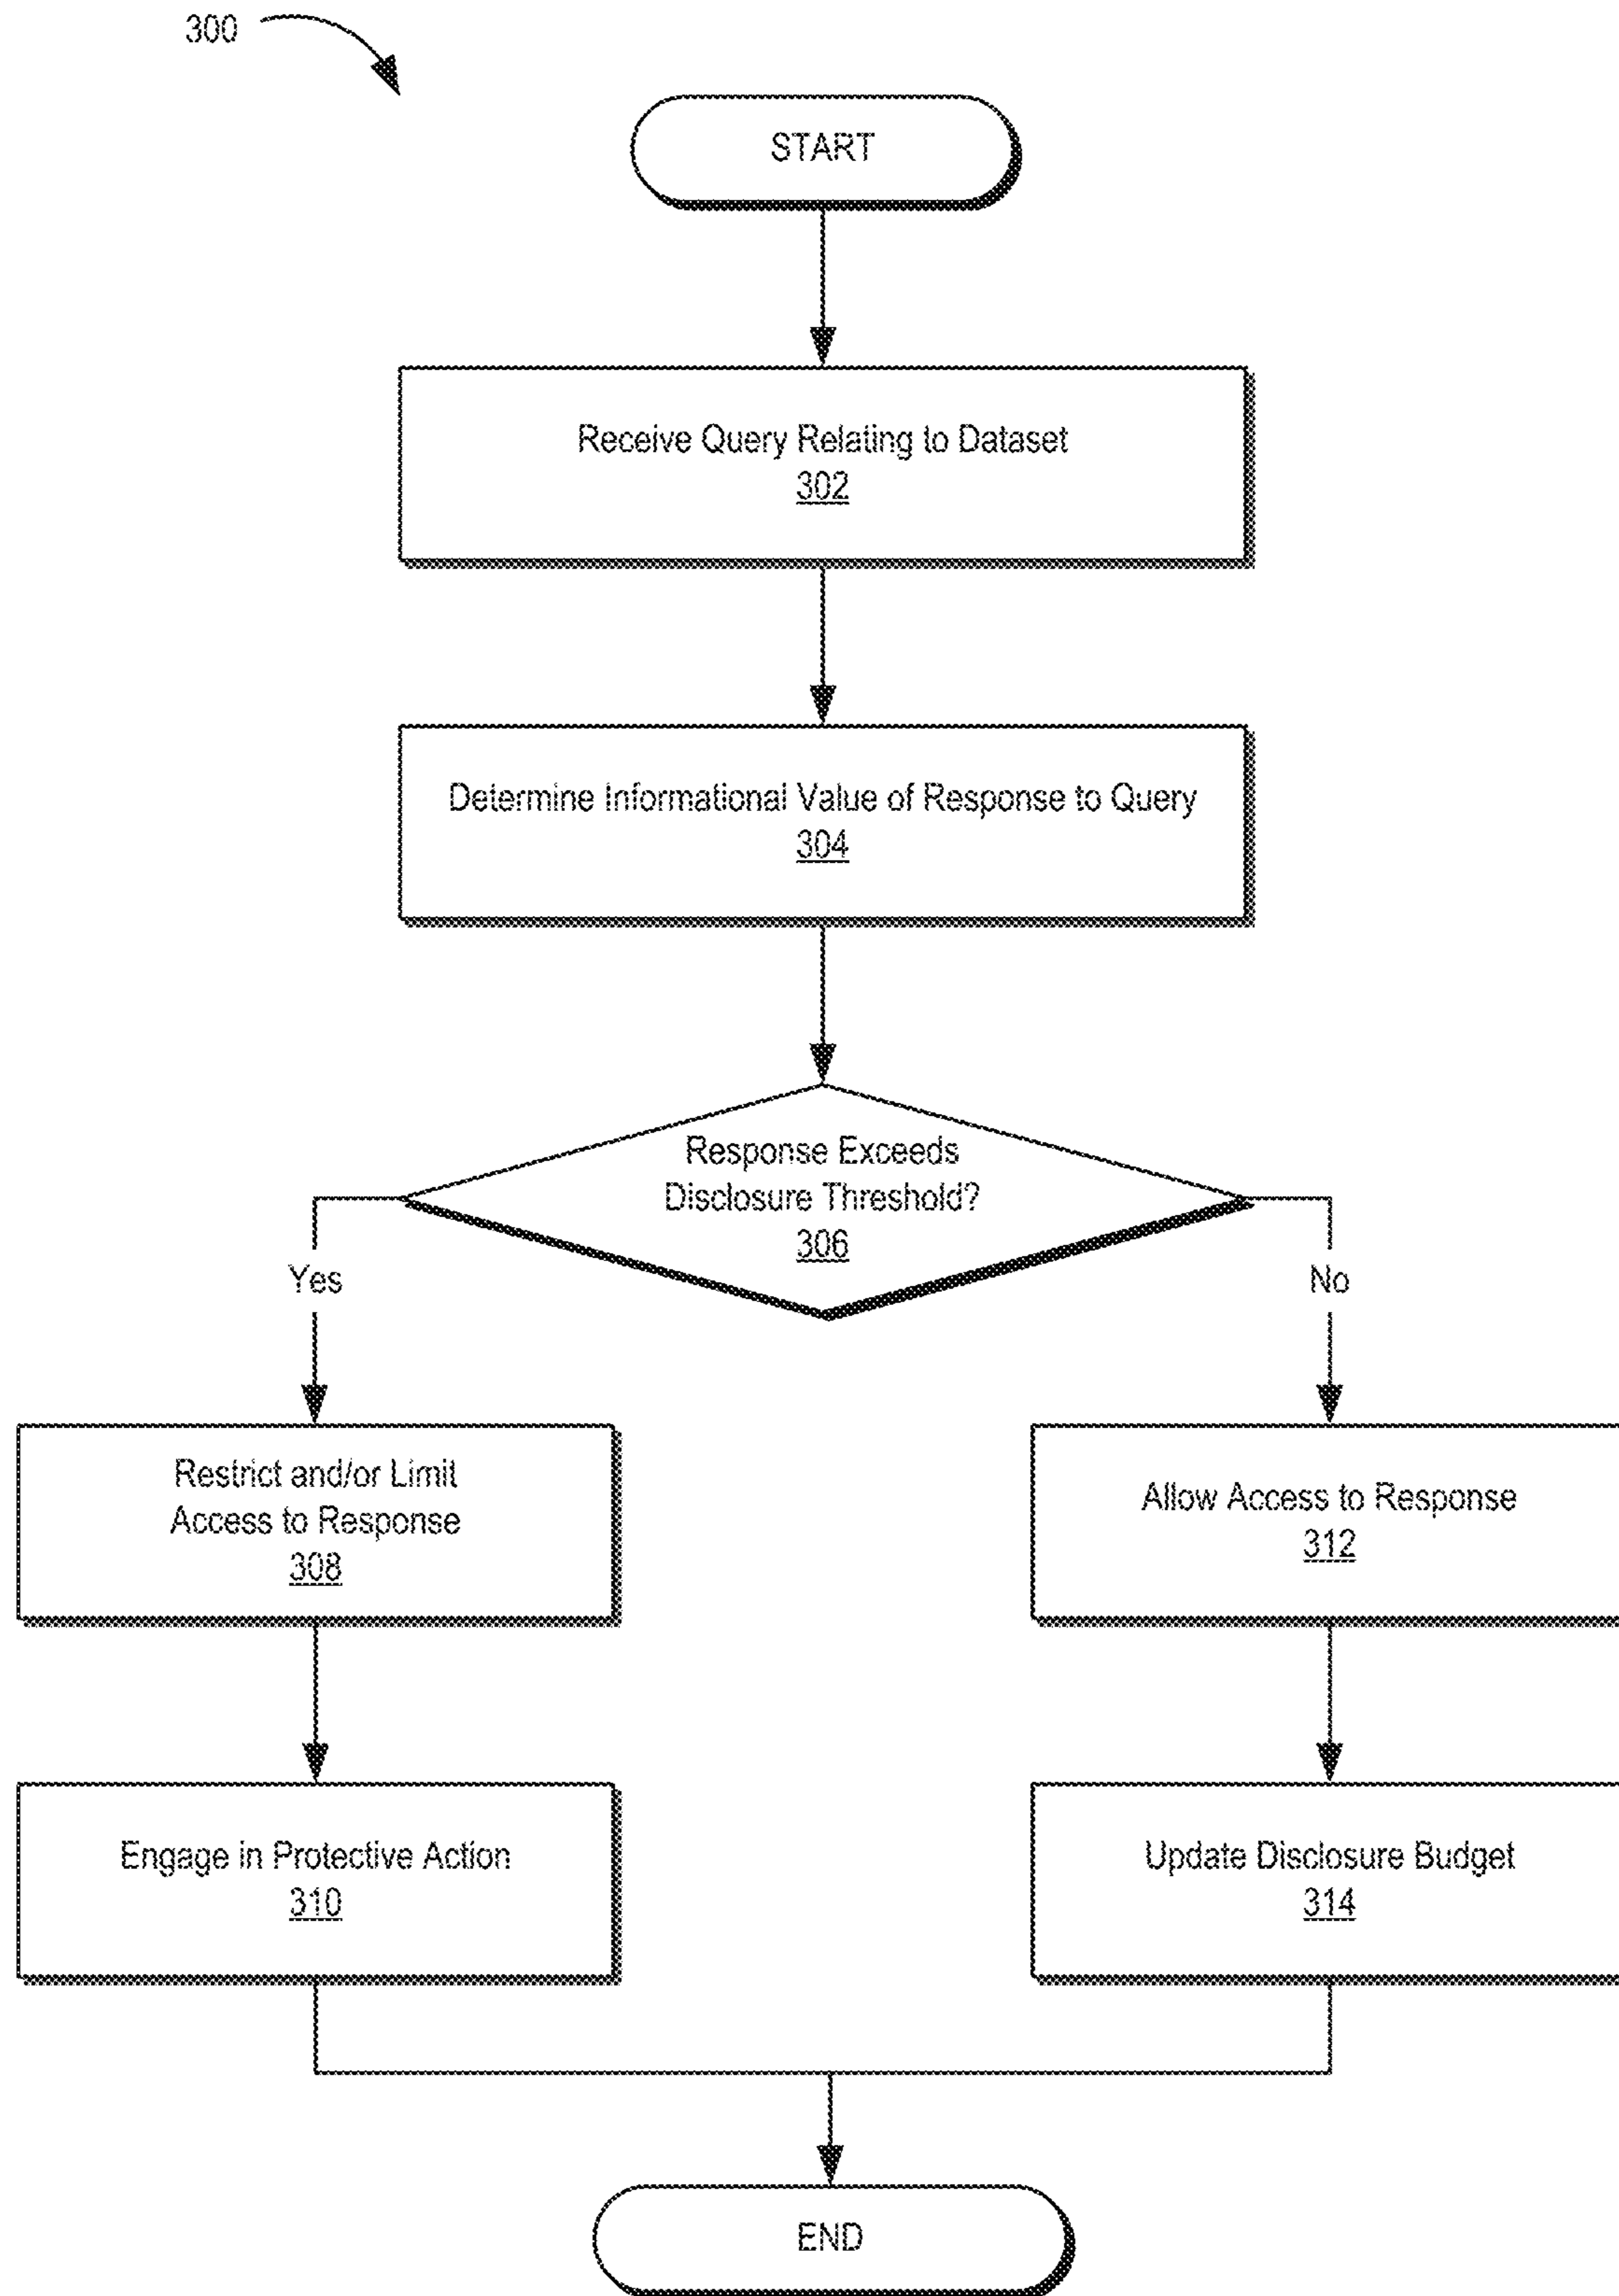 300
START
Receive Query Relating to Dataset
302
Determine Informational Value of Response to Query
304
Response Exceeds
Disclosure Threshold?
306
Yes
No
Restrict and/or Limit
Access to Response
308
Allow Access to Response
312
Engage in Protective Action
310
Update Disclosure Budget
314
END